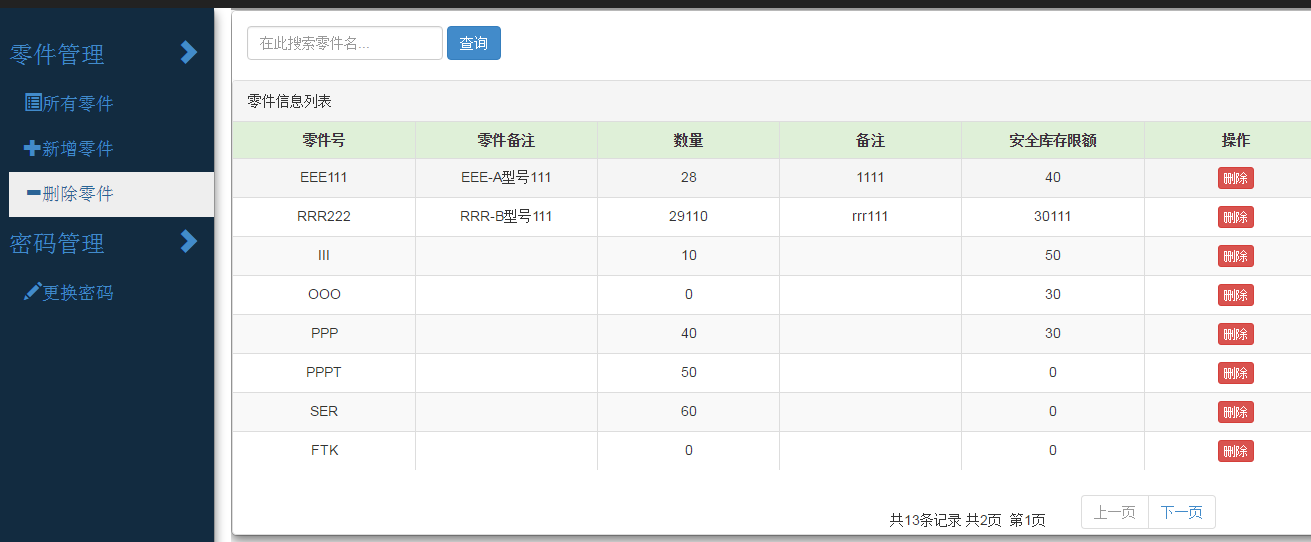 零件管理
所有零件
新增零件
删除零件
密码管理
更换密码
在此搜索零件名... 查询
零件信息列表
零件号 零件备注 数量 备注 安全库存限额 操作
EEE111 EEE-A型号111 28 1111 40 删除
RRR222 RRR-B型号111 29110 rrr111 30111 删除
III 10 50 删除
OOO 0 30 删除
PPP 40 30 删除
PPPT 50 0 删除
SER 60 0 删除
FTK 0 0 删除
共13条记录 共2页 第1页 上一页 下一页